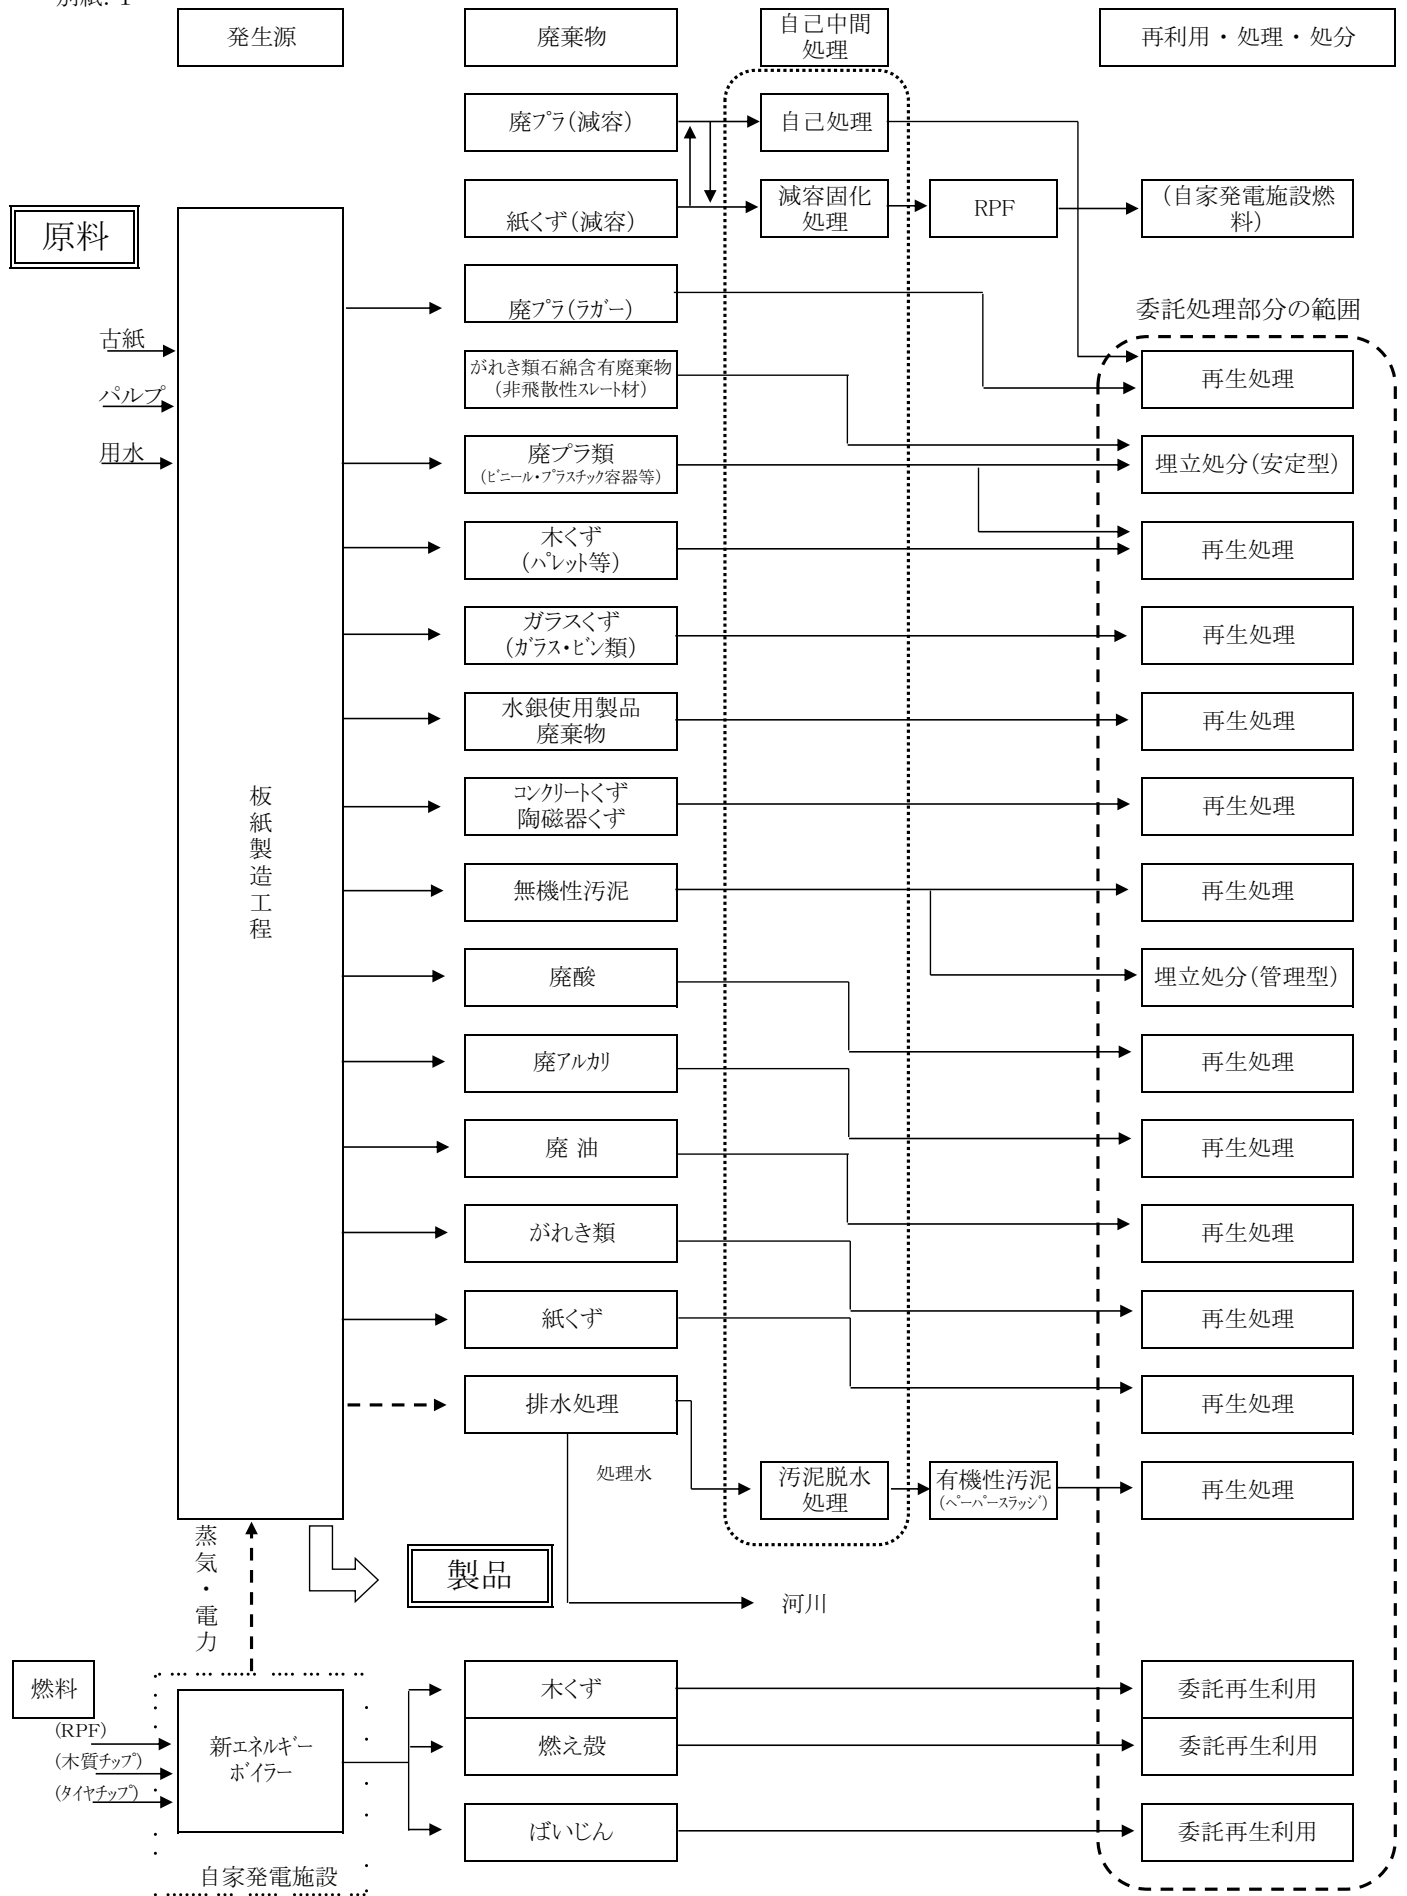 別紙. 1
発生源
廃棄物
自己中間
処理
再利用・処理・処分
廃プラ(減容)
自己処理
紙くず(減容)
減容固化
処理
RPF
(自家発電施設燃
料)
原料
廃プラ(ラガー)
委託処理部分の範囲
古紙
パルプ
用水
がれき類石綿含有廃棄物
(非飛散性スレート材)
再生処理
廃プラ類
(ビニール・プラスチック容器等)
埋立処分(安定型)
木くず
(パレット等)
再生処理
ガラスくず
(ガラス・ビン類)
再生処理
水銀使用製品
廃棄物
再生処理
板紙製造工程
コンクリートくず
陶磁器くず
再生処理
無機性汚泥
再生処理
廃酸
埋立処分(管理型)
廃アルカリ
再生処理
廃 油
再生処理
がれき類
再生処理
紙くず
再生処理
排水処理
再生処理
処理水
汚泥脱水
処理
有機性汚泥
(ペーパースラッジ)
再生処理
蒸気・電力
製品
河川
燃料
(RPF)
(木質チップ)
(タイヤチップ)
新エネルギー
ボイラー
自家発電施設
木くず
委託再生利用
燃え殻
委託再生利用
ばいじん
委託再生利用